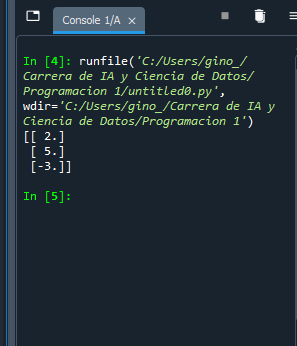 Console 1/A
In [4]: runfile('C:/Users/gino_/
Carrera de IA y Ciencia de Datos/
Programacion 1/untitled0.py',
wdir='C:/Users/gino_/Carrera de IA y
Ciencia de Datos/Programacion 1')
[[ 2.]
 [ 5.]
 [-3.]]
In [5]: